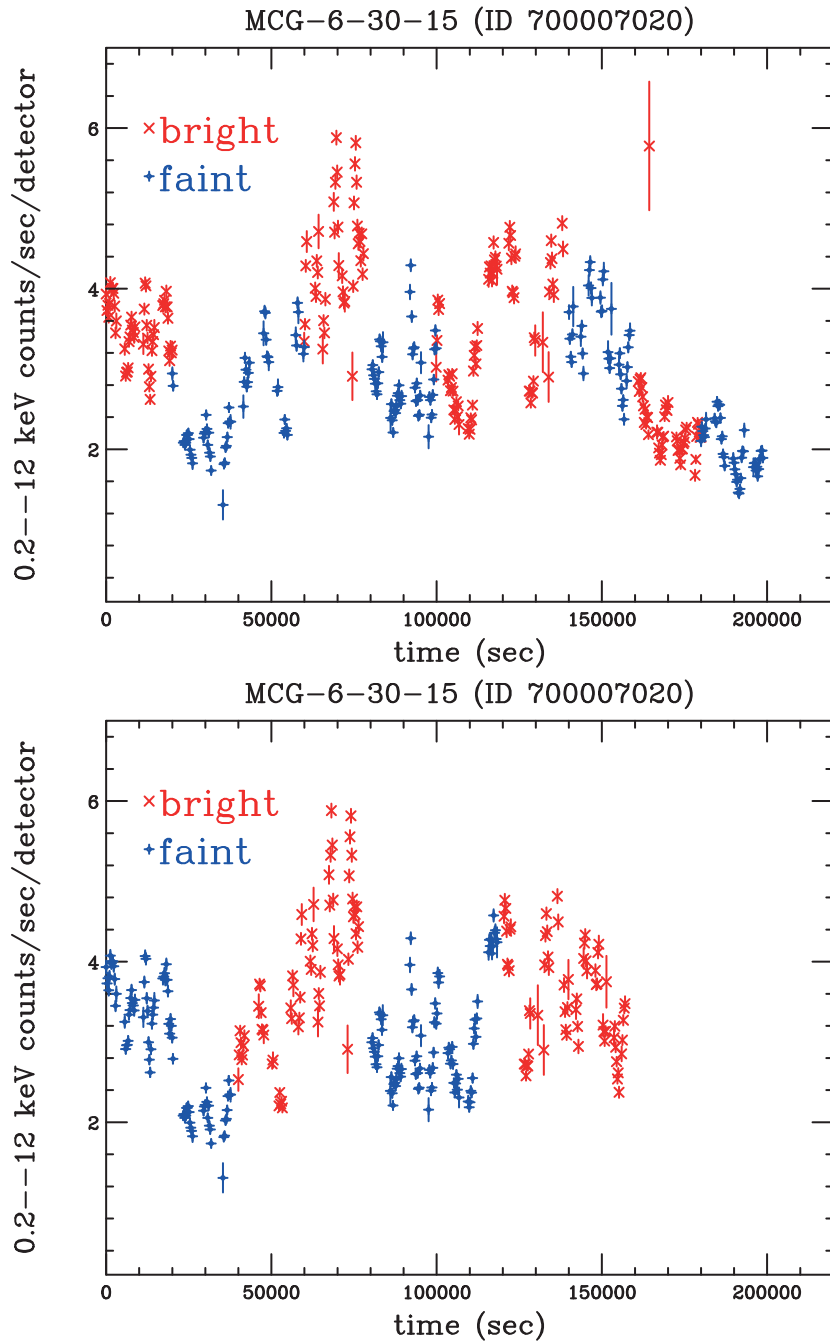 MCG-6-30-15 (ID 700007020)
0.2--12 keV counts/sec/detector
6
4
2
bright
faint
0 50000 100000 150000 200000
time (sec)
MCG-6-30-15 (ID 700007020)
0.2--12 keV counts/sec/detector
6
4
2
bright
faint
0 50000 100000 150000 200000
time (sec)